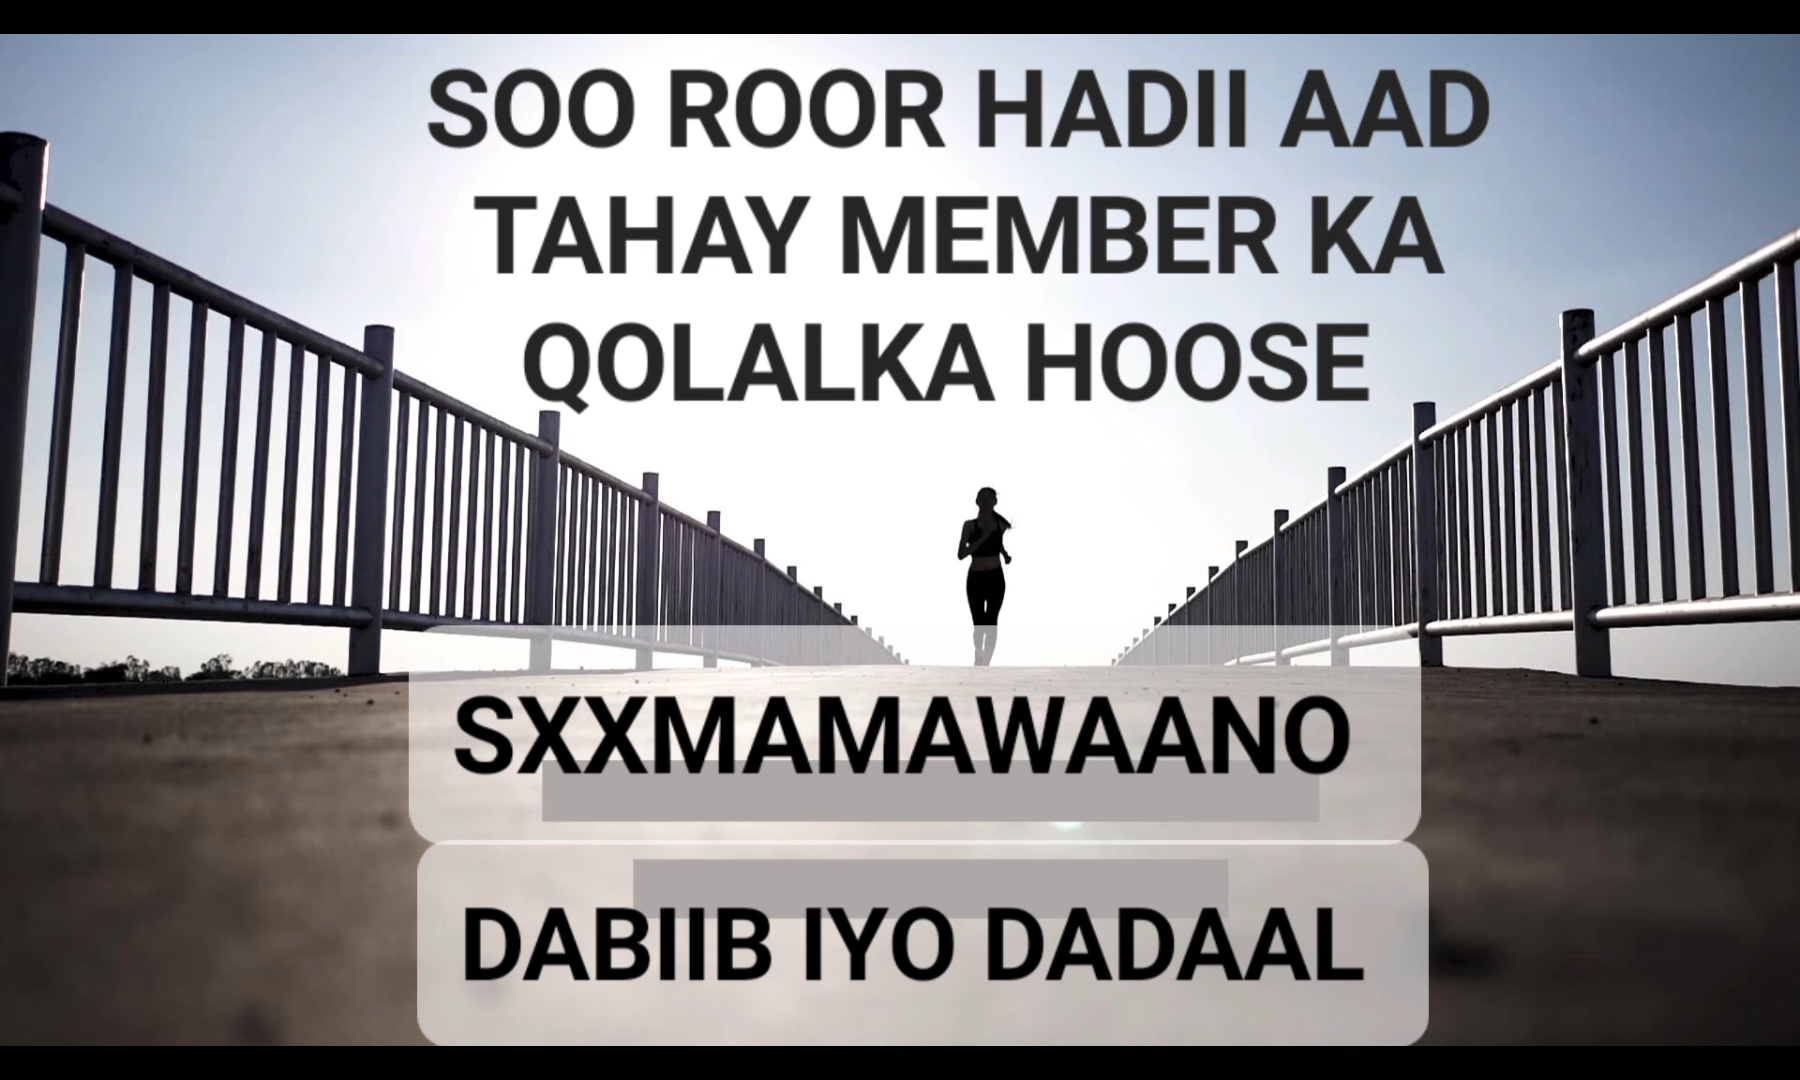 SOO ROOR HADII AAD
TAHAY MEMBER KA
QOLALKA HOOSE
SXXMAMAWAANO
DABIIB IYO DADAAL